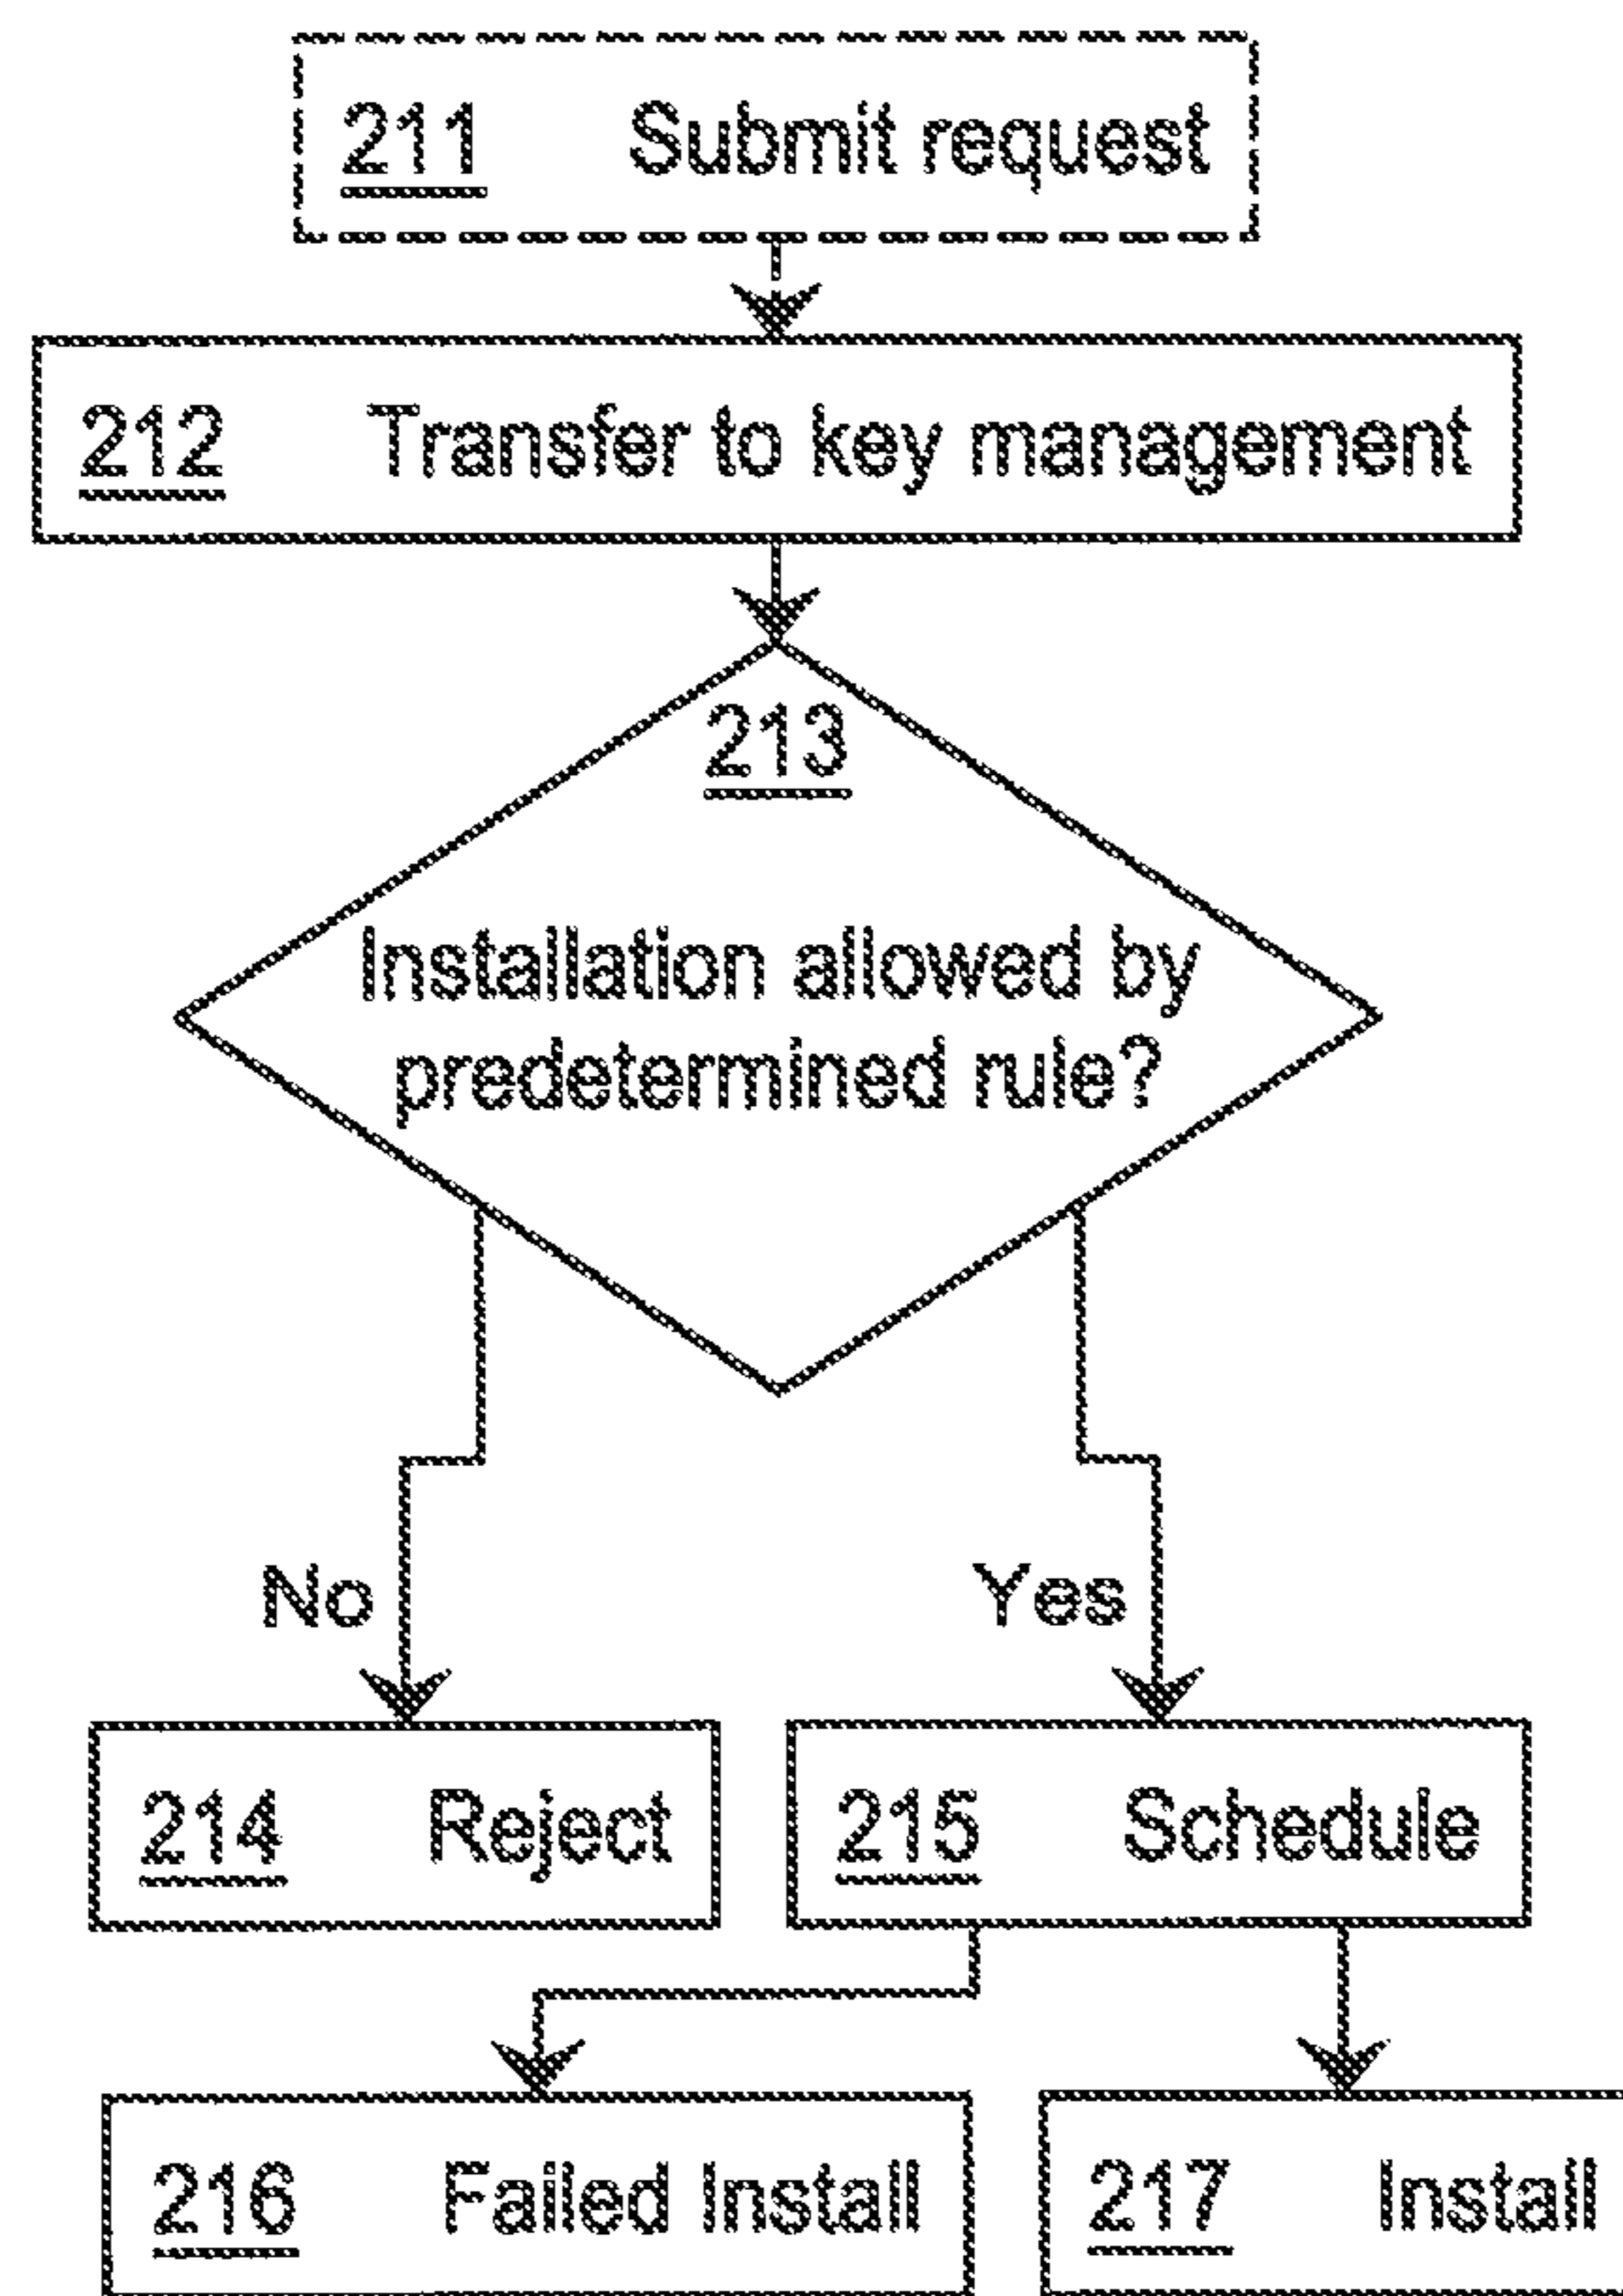 211 Submit request
212 Transfer to key management
213
Installation allowed by
predetermined rule?
No Yes
214 Reject 215 Schedule
216 Failed Install 217 Install